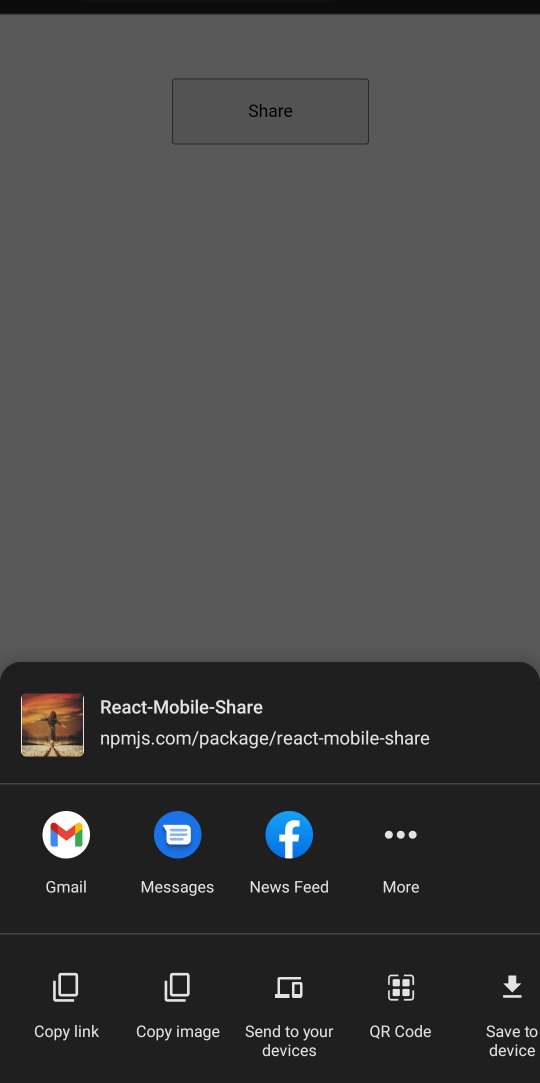 Share
React-Mobile-Share
npmjs.com/package/react-mobile-share
Gmail
Messages
News Feed
More
Copy link
Copy image
Send to your
devices
QR Code
Save to
device